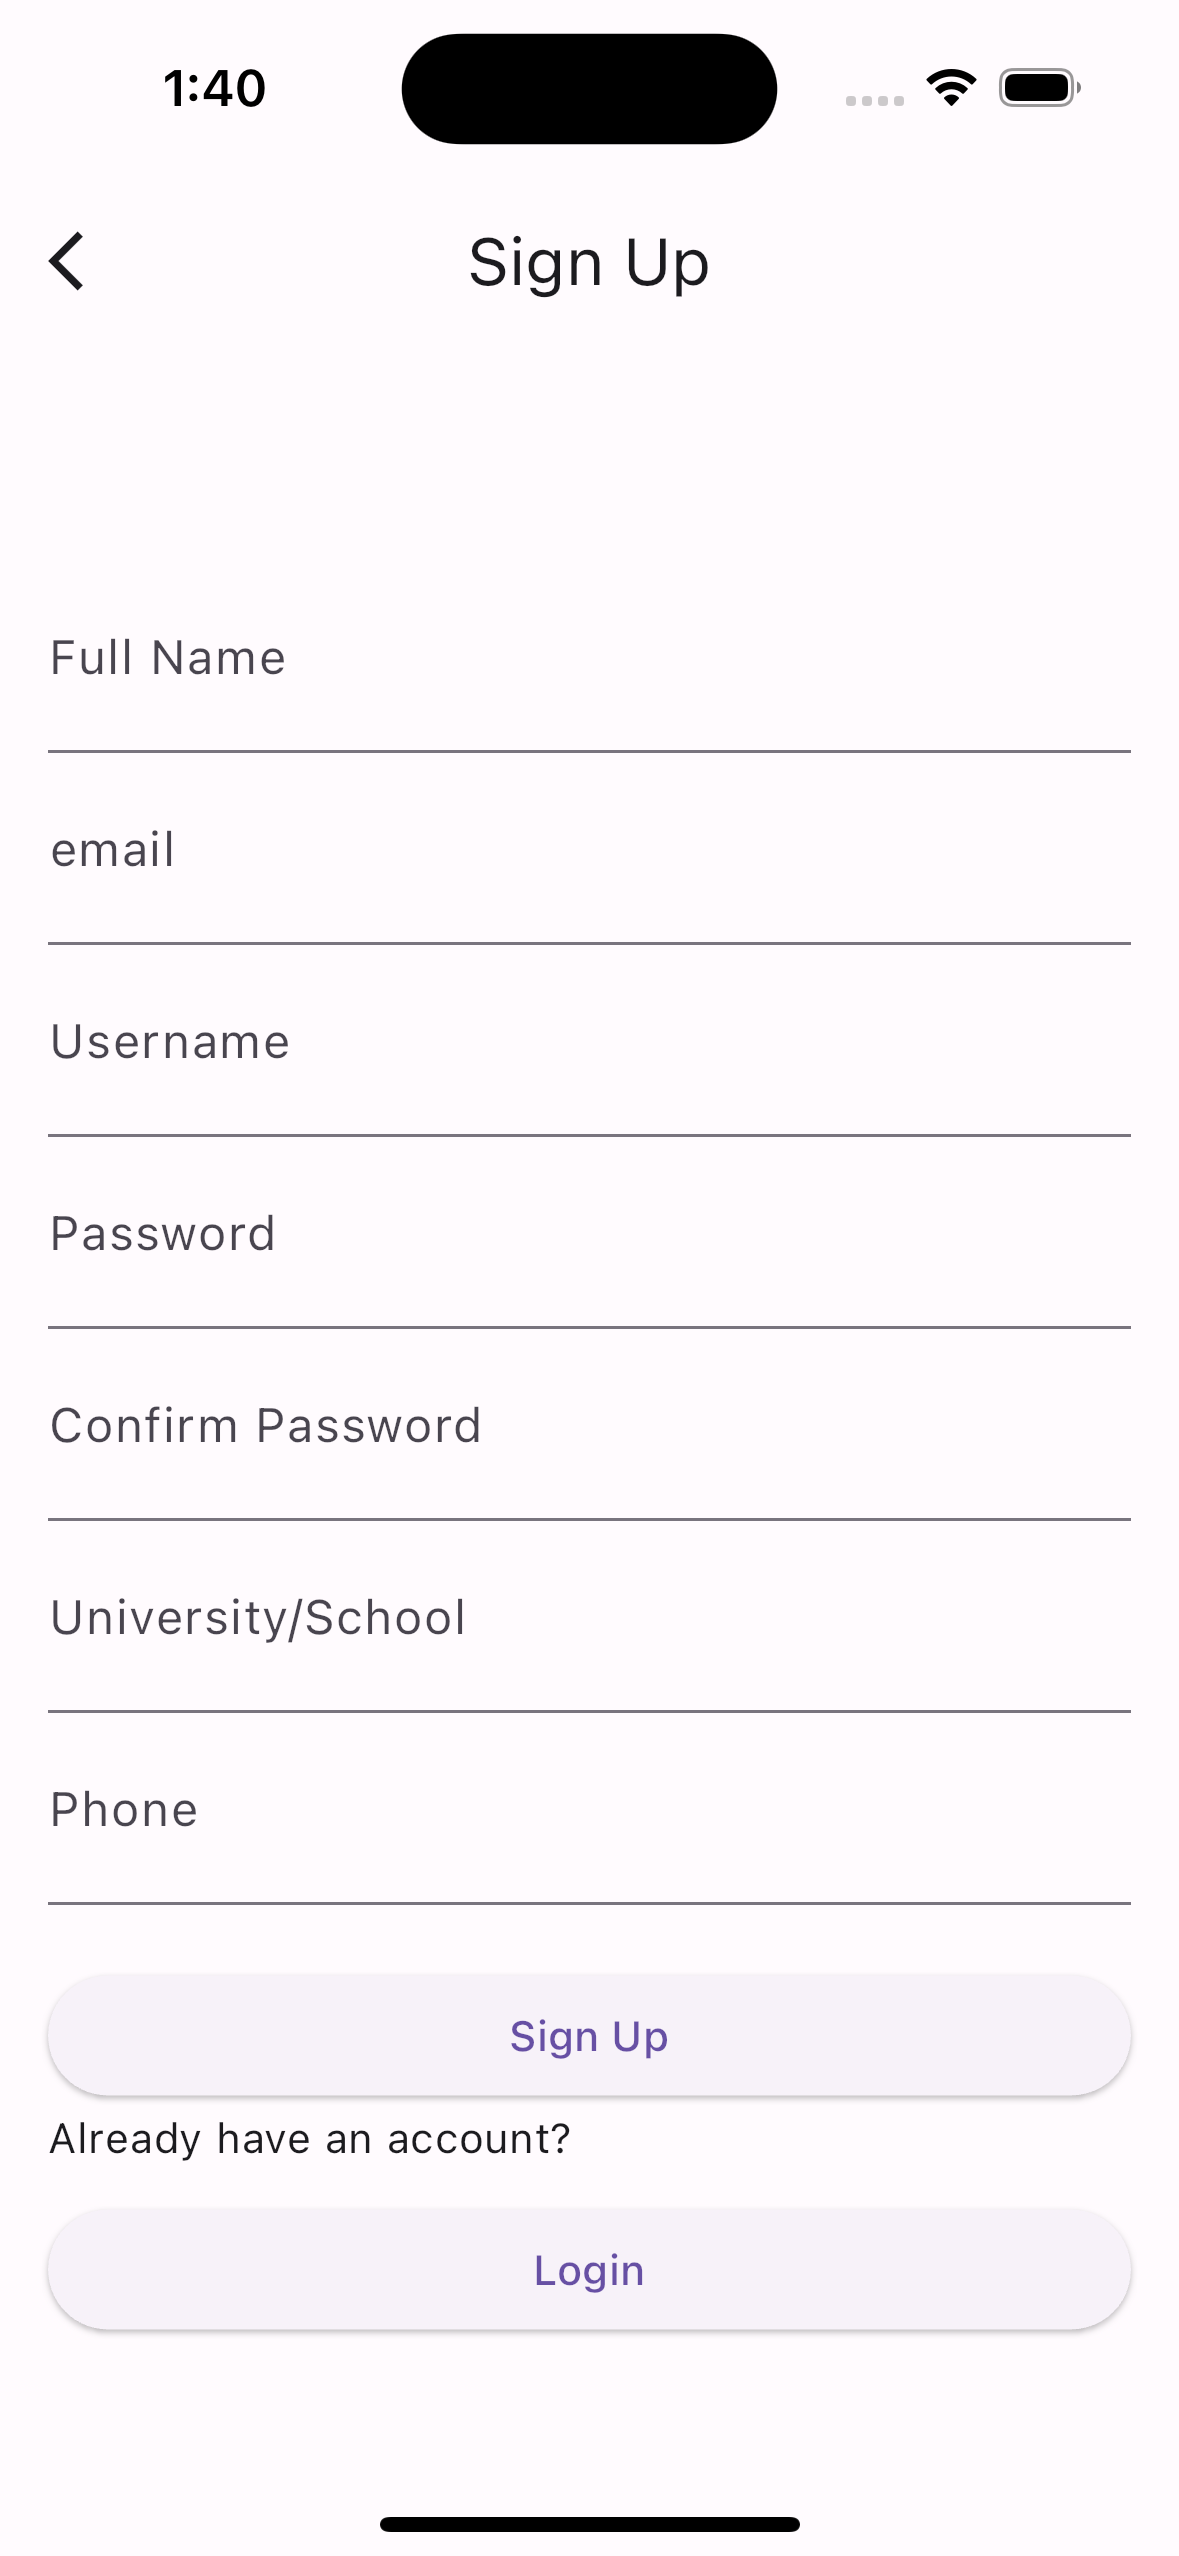 1:40
Sign Up
Full Name
email
Username
Password
Confirm Password
University/School
Phone
Sign Up
Already have an account?
Login